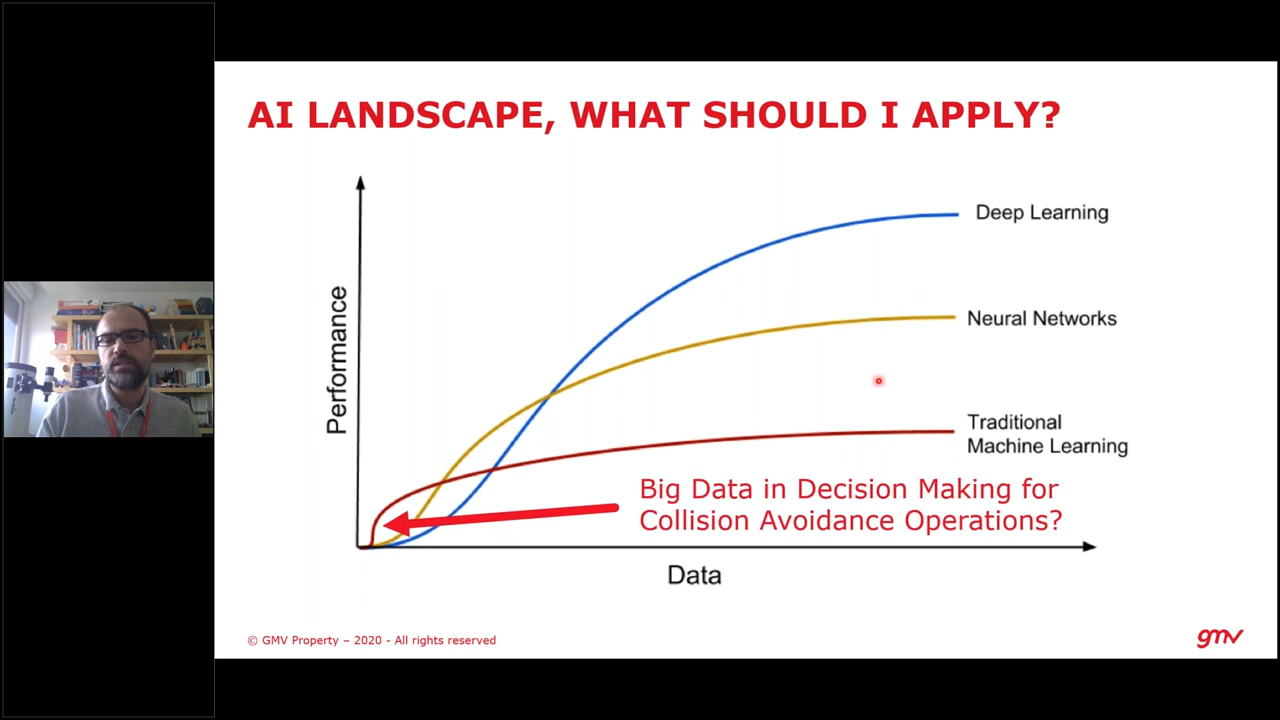 AI LANDSCAPE, WHAT SHOULD I APPLY?
Performance
Deep Learning
Neural Networks
Traditional
Machine Learning
Big Data in Decision Making for
Collision Avoidance Operations?
Data
© GMV Property – 2020 - All rights reserved
gmv